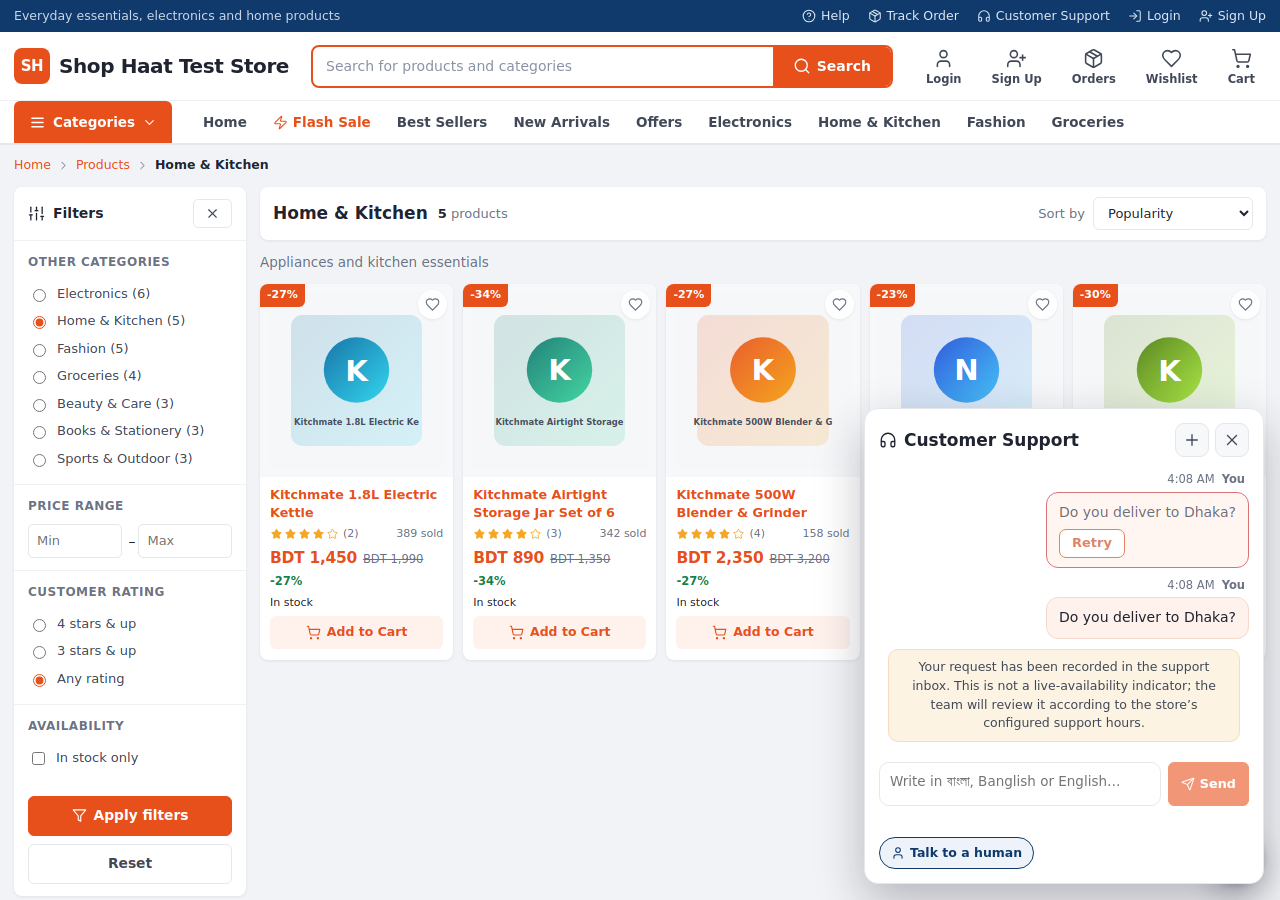 Everyday essentials, electronics and home products
Help
Track Order
Customer Support
Login
Sign Up
SH
Shop Haat Test Store
Search for products and categories
Search
Login
Sign Up
Orders
Wishlist
Cart
Categories
Home
Flash Sale
Best Sellers
New Arrivals
Offers
Electronics
Home & Kitchen
Fashion
Groceries
Home
Products
Home & Kitchen
Filters
OTHER CATEGORIES
Electronics (6)
Home & Kitchen (5)
Fashion (5)
Groceries (4)
Beauty & Care (3)
Books & Stationery (3)
Sports & Outdoor (3)
PRICE RANGE
Min – Max
CUSTOMER RATING
4 stars & up
3 stars & up
Any rating
AVAILABILITY
In stock only
Apply filters
Reset
Home & Kitchen 5 products
Sort by Popularity
Appliances and kitchen essentials
-27%
K
Kitchmate 1.8L Electric Ke
Kitchmate 1.8L Electric
Kettle
(2) 389 sold
BDT 1,450 BDT 1,990
-27%
In stock
Add to Cart
-34%
K
Kitchmate Airtight Storage
Kitchmate Airtight
Storage Jar Set of 6
(3) 342 sold
BDT 890 BDT 1,350
-34%
In stock
Add to Cart
-27%
K
Kitchmate 500W Blender & G
Kitchmate 500W
Blender & Grinder
(4) 158 sold
BDT 2,350 BDT 3,200
-27%
In stock
Add to Cart
-23%
N
-30%
K
Customer Support
4:08 AM You
Do you deliver to Dhaka?
Retry
4:08 AM You
Do you deliver to Dhaka?
Your request has been recorded in the support
inbox. This is not a live-availability indicator; the
team will review it according to the store’s
configured support hours.
Write in বাংলা, Banglish or English...
Send
Talk to a human